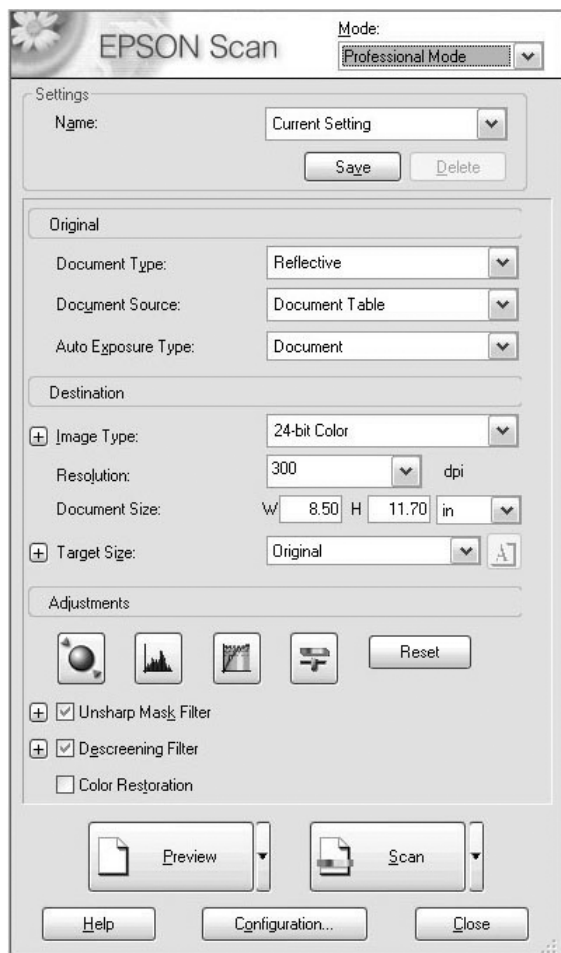 EPSON Scan
Mode:
Professional Mode
Settings
Name:
Current Setting
Save
Delete
Original
Document Type:
Reflective
Document Source:
Document Table
Auto Exposure Type:
Document
Destination
Image Type:
24-bit Color
Resolution:
300
dpi
Document Size:
W 8.50 H 11.70 in
Target Size:
Original
A
Adjustments
Reset
Unsharp Mask Filter
Descreening Filter
Color Restoration
Preview
Scan
Help
Configuration...
Close